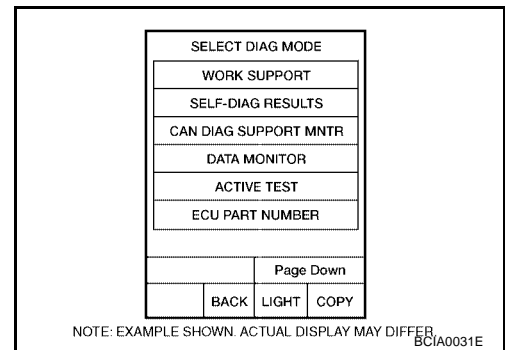 SELECT DIAG MODE
WORK SUPPORT
SELF-DIAG RESULTS
CAN DIAG SUPPORT MNTR
DATA MONITOR
ACTIVE TEST
ECU PART NUMBER
Page Down
BACK LIGHT COPY
NOTE: EXAMPLE SHOWN. ACTUAL DISPLAY MAY DIFFER.
BCIA0031E